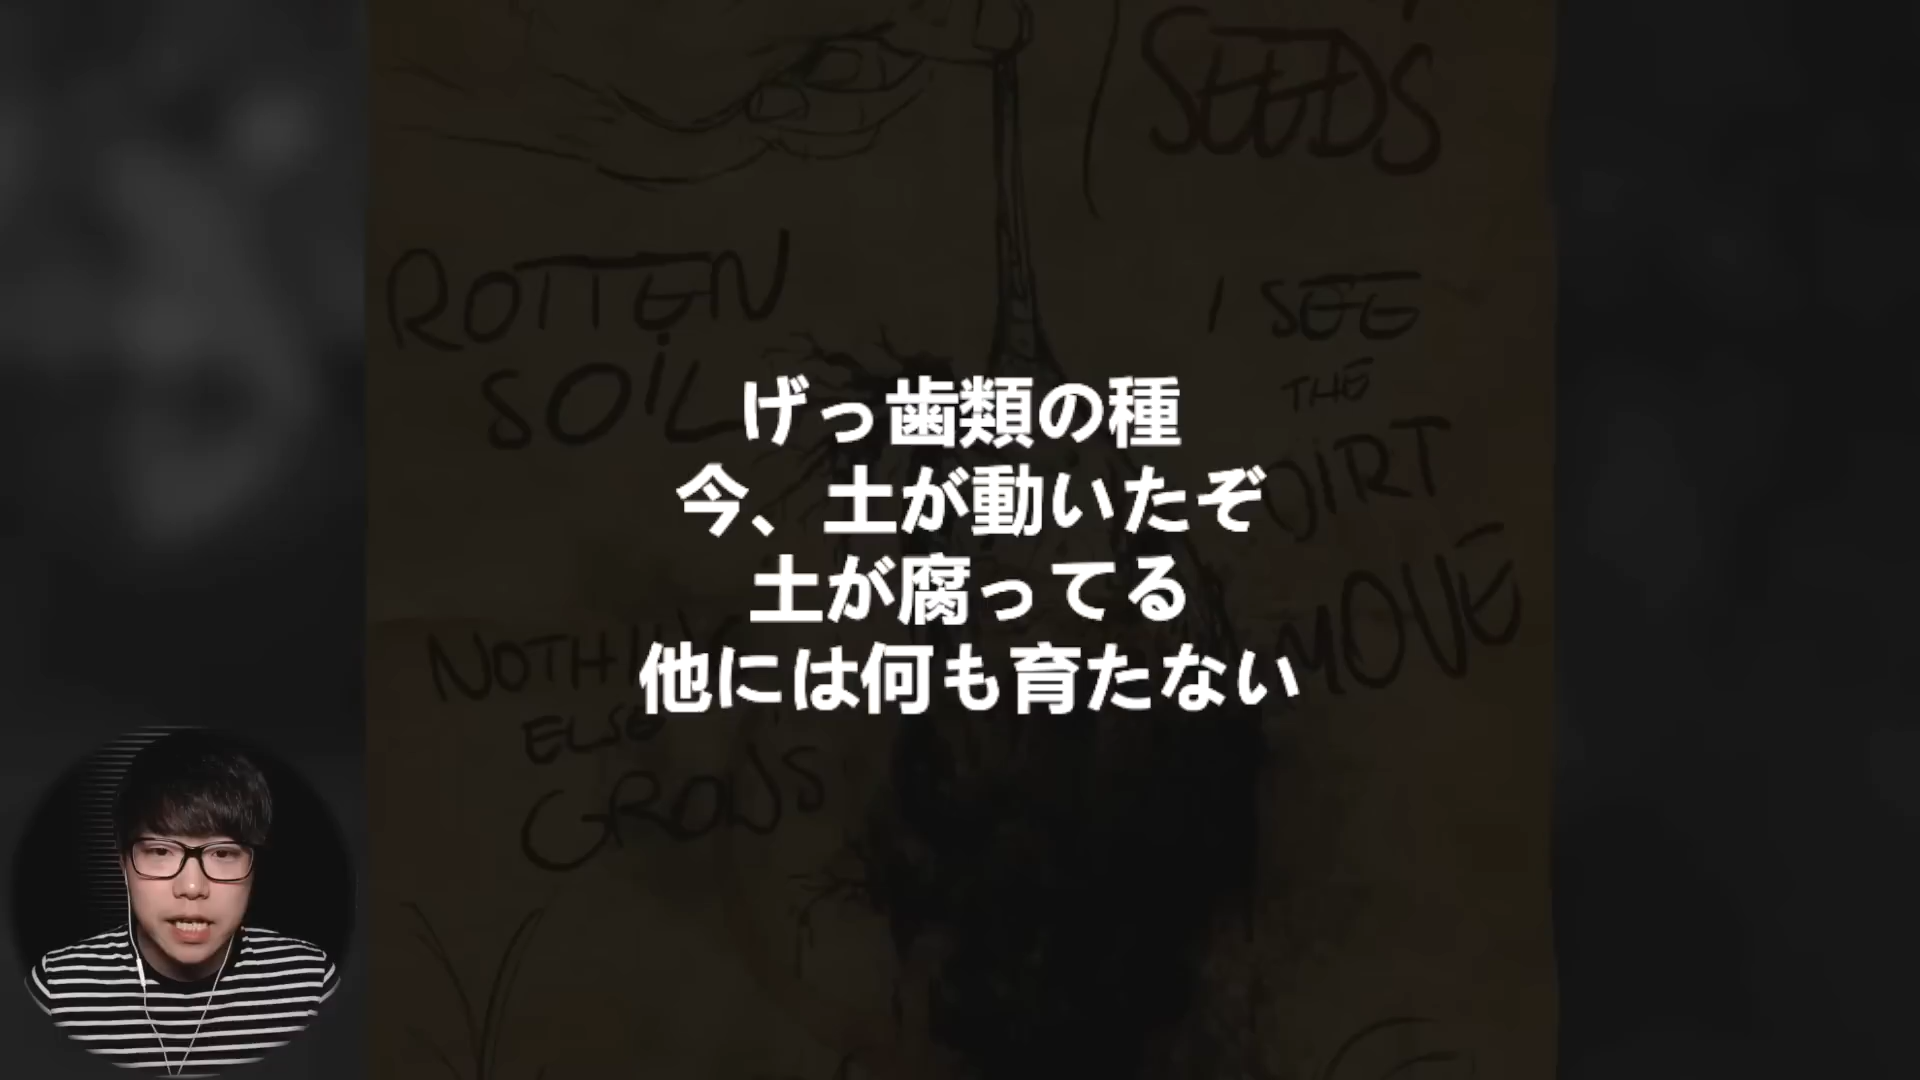 SEEDS
ROTTEN
SOIL
I SEE
THE
DIRT
MOVE
げっ歯類の種
今、土が動いたぞ
土が腐ってる
他には何も育たない
NOTHING
ELSE
GROWS